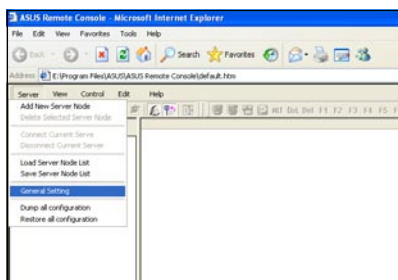 ASUS Remote Console - Microsoft Internet Explorer
File Edit View Favorites Tools Help
Back Search Favorites
Address E:\Program Files\ASUS\ASUS Remote Console\default.htm
Server View Control Edit Help
Alt Del F1 F2 F3 F4 F5
Add New Server Node
Delete Selected Server Node
Connect Current Serve
Disconnect Current Server
Load Server Node List
Save Server Node List
General Setting
Dump all configuration
Restore all configuration